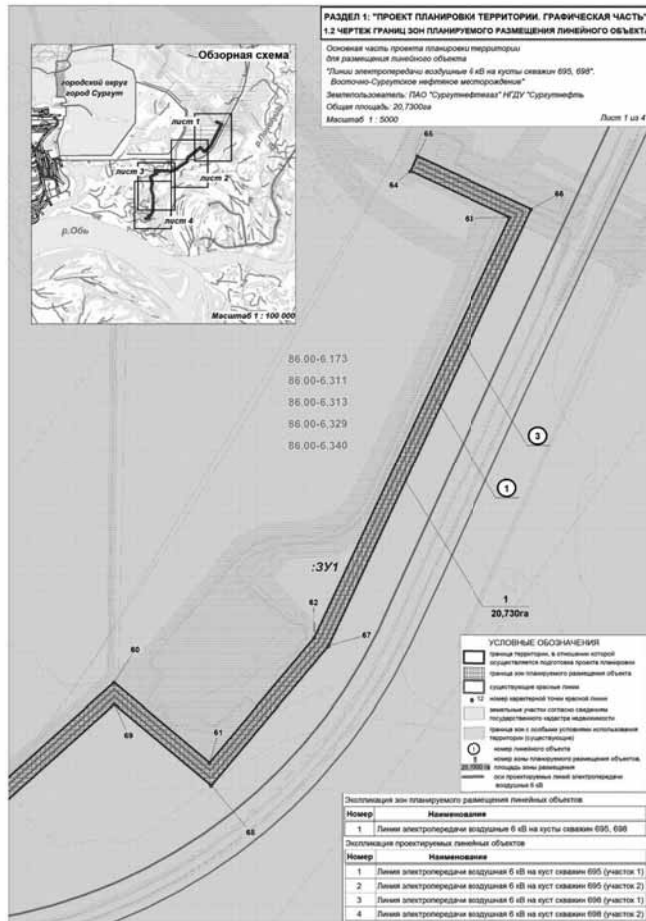 РАЗДЕЛ 1: "ПРОЕКТ ПЛАНИРОВКИ ТЕРРИТОРИИ. ГРАФИЧЕСКАЯ ЧАСТЬ"
1.2 ЧЕРТЕЖ ГРАНИЦ ЗОН ПЛАНИРУЕМОГО РАЗМЕЩЕНИЯ ЛИНЕЙНОГО ОБЪЕКТА
Основная часть проекта планировки территории
для размещения линейного объекта
"Линии электропередачи воздушные 6 кВ на кусты скважин 695, 698".
Восточно-Сургутское нефтяное месторождение"
Землепользователь: ПАО "Сургутнефтегаз" НГДУ "Сургутнефть"
Общая площадь: 20,7300га
Масштаб 1 : 5000
Лист 1 из 4
Обзорная схема
городской округ
город Сургут
лист 1
лист 2
лист 3
лист 4
р.Обь
Масштаб 1 : 100 000
65
64
66
63
86.00-6.173
86.00-6.311
86.00-6.313
86.00-6.329
86.00-6.340
3
1
:ЗУ1
1
20,730га
62
67
60
69
61
68
УСЛОВНЫЕ ОБОЗНАЧЕНИЯ
граница территории, в отношении которой
осуществляется подготовка проекта планировки
граница зон планируемого размещения объекта
существующие красные линии
12 номер характерной точки красной линии
земельные участки согласно сведениям
государственного кадастра недвижимости
граница зон с особыми условиями использования
территории (существующие)
1 номер линейного объекта
номер зоны планируемого размещения объектов,
площадь зоны размещения
оси проектируемых линий электропередачи
воздушные 6 кВ
Экспликация зон планируемого размещения линейных объектов
Номер Наименование
1 Линии электропередачи воздушные 6 кВ на кусты скважин 695, 698
Экспликация проектируемых линейных объектов
Номер Наименование
1 Линия электропередачи воздушная 6 кВ на куст скважин 695 (участок 1)
2 Линия электропередачи воздушная 6 кВ на куст скважин 695 (участок 2)
3 Линия электропередачи воздушная 6 кВ на куст скважин 698 (участок 1)
4 Линия электропередачи воздушная 6 кВ на куст скважин 698 (участок 2)